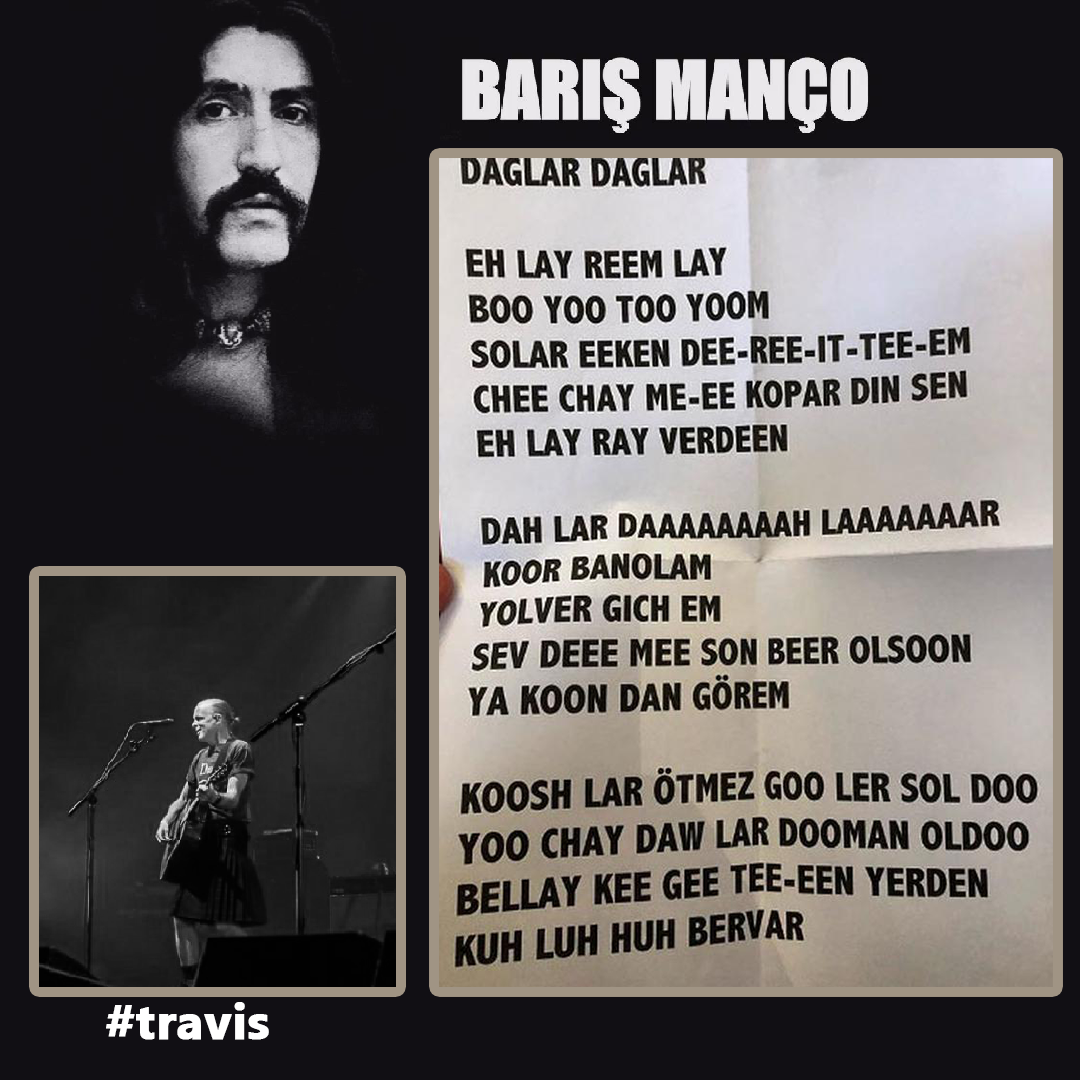 BARIŞ MANÇO
DAGLAR DAGLAR
EH LAY REEM LAY
BOO YOO TOO YOOM
SOLAR EEKEN DEE-REE-IT-TEE-EM
CHEE CHAY ME-EE KOPAR DIN SEN
EH LAY RAY VERDEEN
DAH LAR DAAAAAAAAH LAAAAAAAR
KOOR BANOLAM
YOLVER GICH EM
SEV DEEE MEE SON BEER OLSOON
YA KOON DAN GÖREM
KOOSH LAR ÖTMEZ GOO LER SOL DOO
YOO CHAY DAW LAR DOOMAN OLDOO
BELLAY KEE GEE TEE-EEN YERDEN
KUH LUH HUH BERVAR
#travis